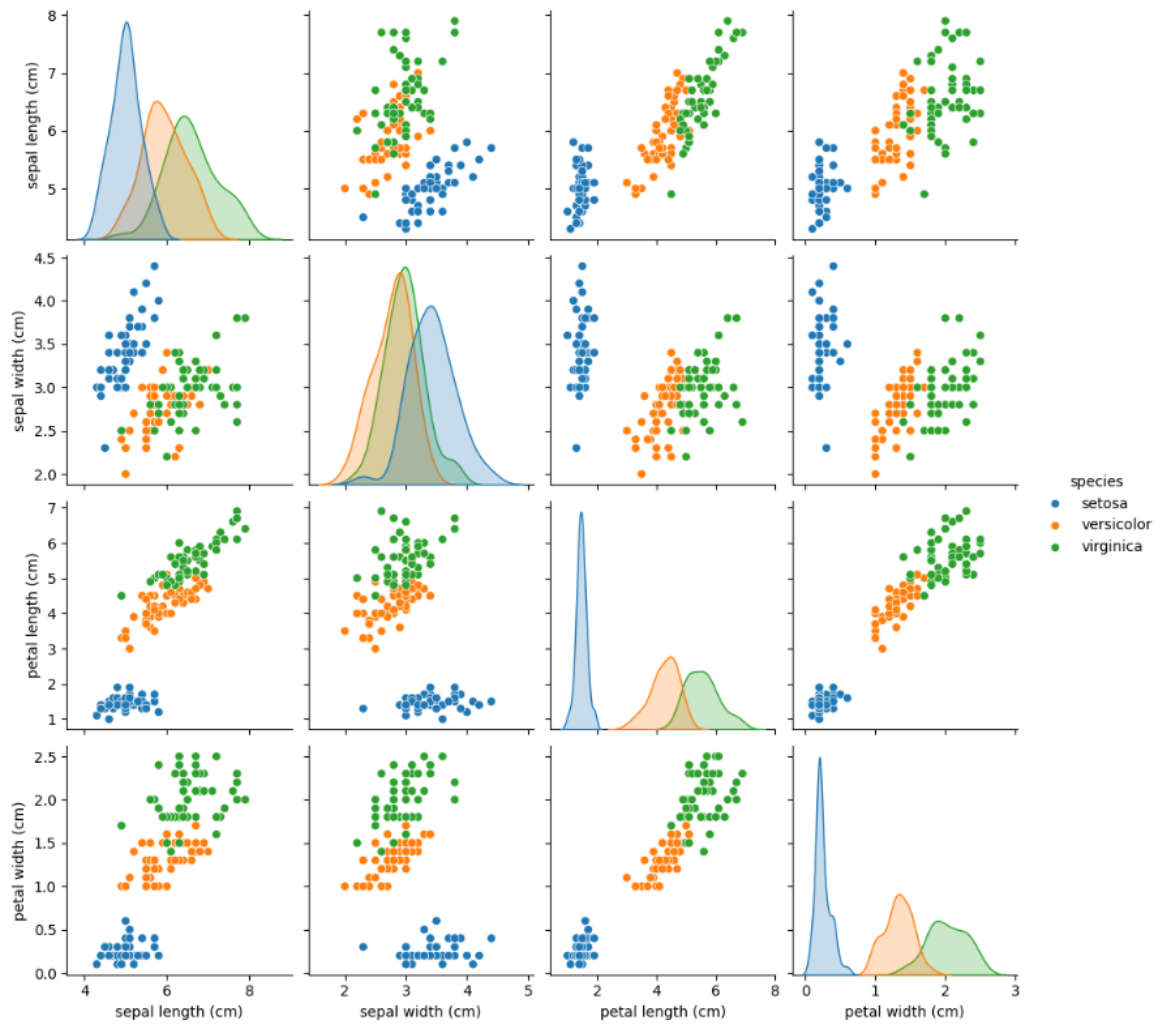 8
7
6
5
sepal length (cm)
4.5
4.0
3.5
3.0
2.5
2.0
sepal width (cm)
species
setosa
versicolor
virginica
7
6
5
4
3
2
1
petal length (cm)
2.5
2.0
1.5
1.0
0.5
0.0
petal width (cm)
4 6 8
2 3 4 5
2 4 6 8
0 1 2 3
sepal length (cm)
sepal width (cm)
petal length (cm)
petal width (cm)